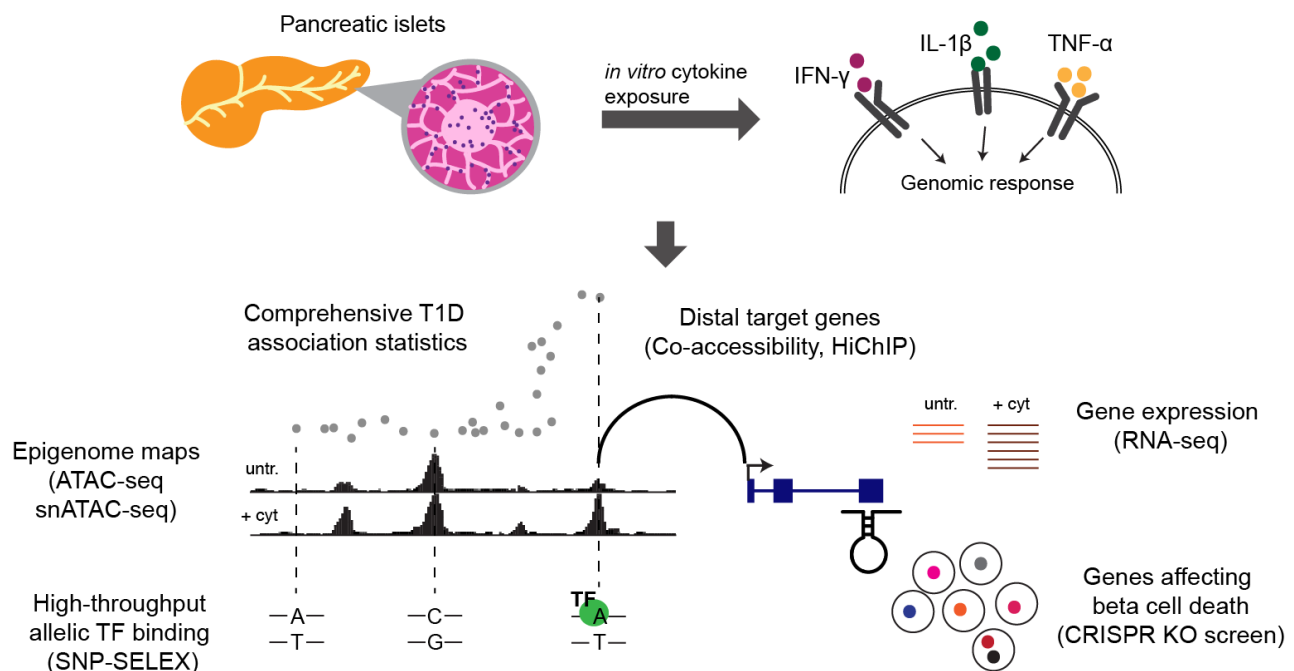 Pancreatic islets
in vitro cytokine
exposure
IFN-γ
IL-1β
TNF-α
Genomic response
Comprehensive T1D
association statistics
Distal target genes
(Co-accessibility, HiChIP)
Epigenome maps
(ATAC-seq
snATAC-seq)
untr.
+ cyt
untr.
+ cyt
Gene expression
(RNA-seq)
High-throughput
allelic TF binding
(SNP-SELEX)
A
T
C
G
TF
A
T
Genes affecting
beta cell death
(CRISPR KO screen)